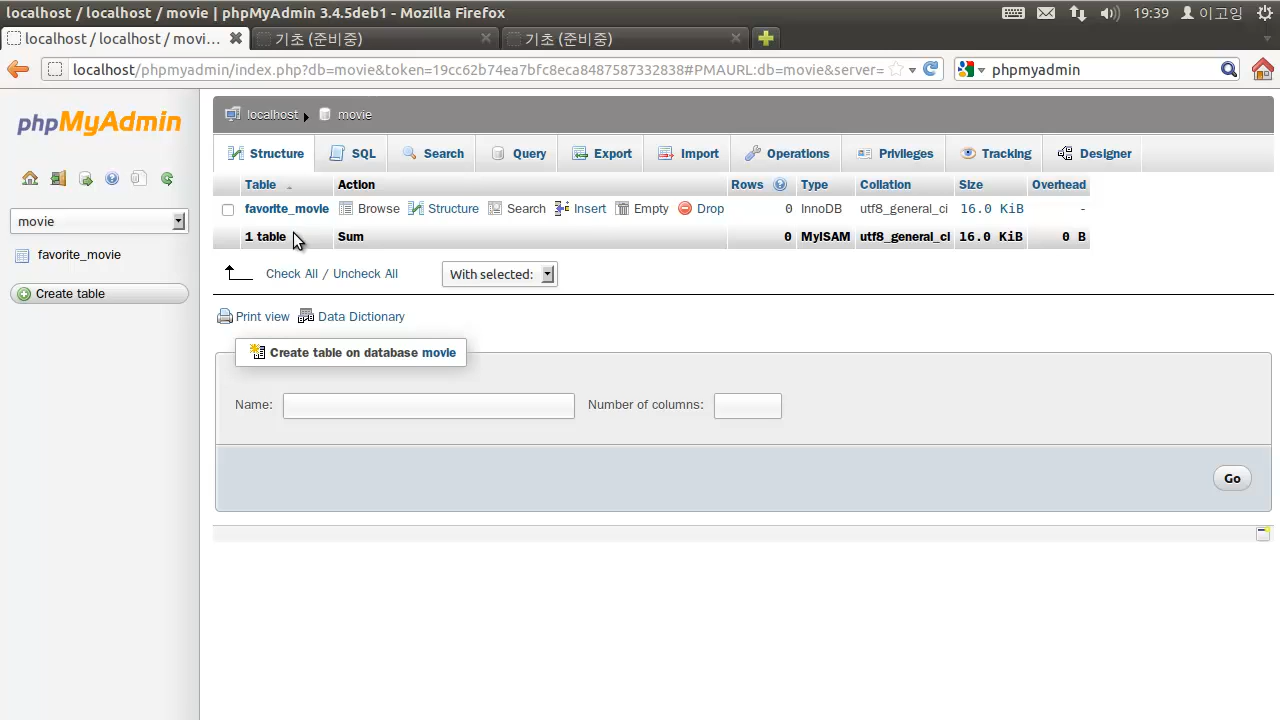 localhost / localhost / movie | phpMyAdmin 3.4.5deb1 - Mozilla Firefox
19:39 이고잉
localhost / localhost / movi... 기초 (준비중) 기초 (준비중)
localhost/phpmyadmin/index.php?db=movie&token=19cc62b74ea7bfc8eca8487587332838#PMAURL:db=movie&server= phpmyadmin
phpMyAdmin
movie
favorite_movie
Create table
localhost movie
Structure SQL Search Query Export Import Operations Privileges Tracking Designer
Table Action Rows Type Collation Size Overhead
favorite_movie Browse Structure Search Insert Empty Drop 0 InnoDB utf8_general_ci 16.0 KiB -
1 table Sum 0 MyISAM utf8_general_ci 16.0 KiB 0 B
Check All / Uncheck All With selected:
Print view Data Dictionary
Create table on database movie
Name: Number of columns:
Go